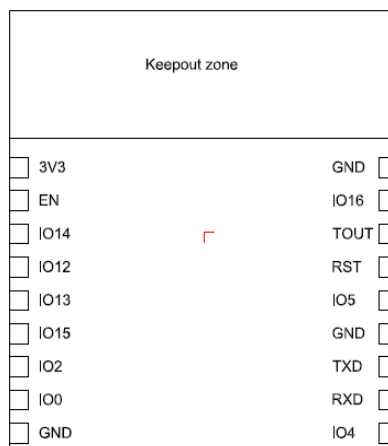 Keepout zone
3V3 GND
EN IO16
IO14 TOUT
IO12 RST
IO13 IO5
IO15 GND
IO2 TXD
IO0 RXD
GND IO4